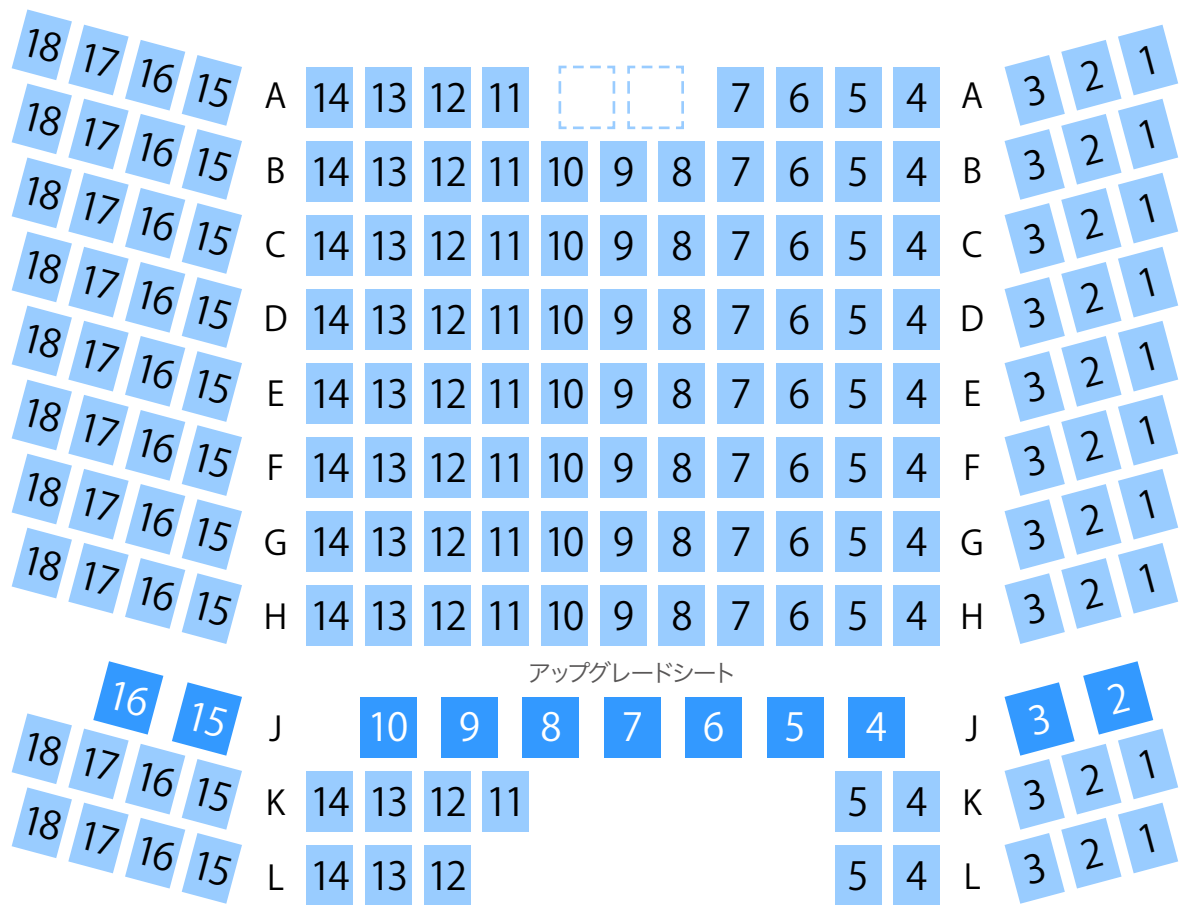 18 17 16 15 A 14 13 12 11 7 6 5 4 A 3 2 1
18 17 16 15 B 14 13 12 11 10 9 8 7 6 5 4 B 3 2 1
18 17 16 15 C 14 13 12 11 10 9 8 7 6 5 4 C 3 2 1
18 17 16 15 D 14 13 12 11 10 9 8 7 6 5 4 D 3 2 1
18 17 16 15 E 14 13 12 11 10 9 8 7 6 5 4 E 3 2 1
18 17 16 15 F 14 13 12 11 10 9 8 7 6 5 4 F 3 2 1
18 17 16 15 G 14 13 12 11 10 9 8 7 6 5 4 G 3 2 1
18 17 16 15 H 14 13 12 11 10 9 8 7 6 5 4 H 3 2 1
アップグレードシート
16 15 J 10 9 8 7 6 5 4 J 3 2
18 17 16 15 K 14 13 12 11 5 4 K 3 2 1
18 17 16 15 L 14 13 12 5 4 L 3 2 1